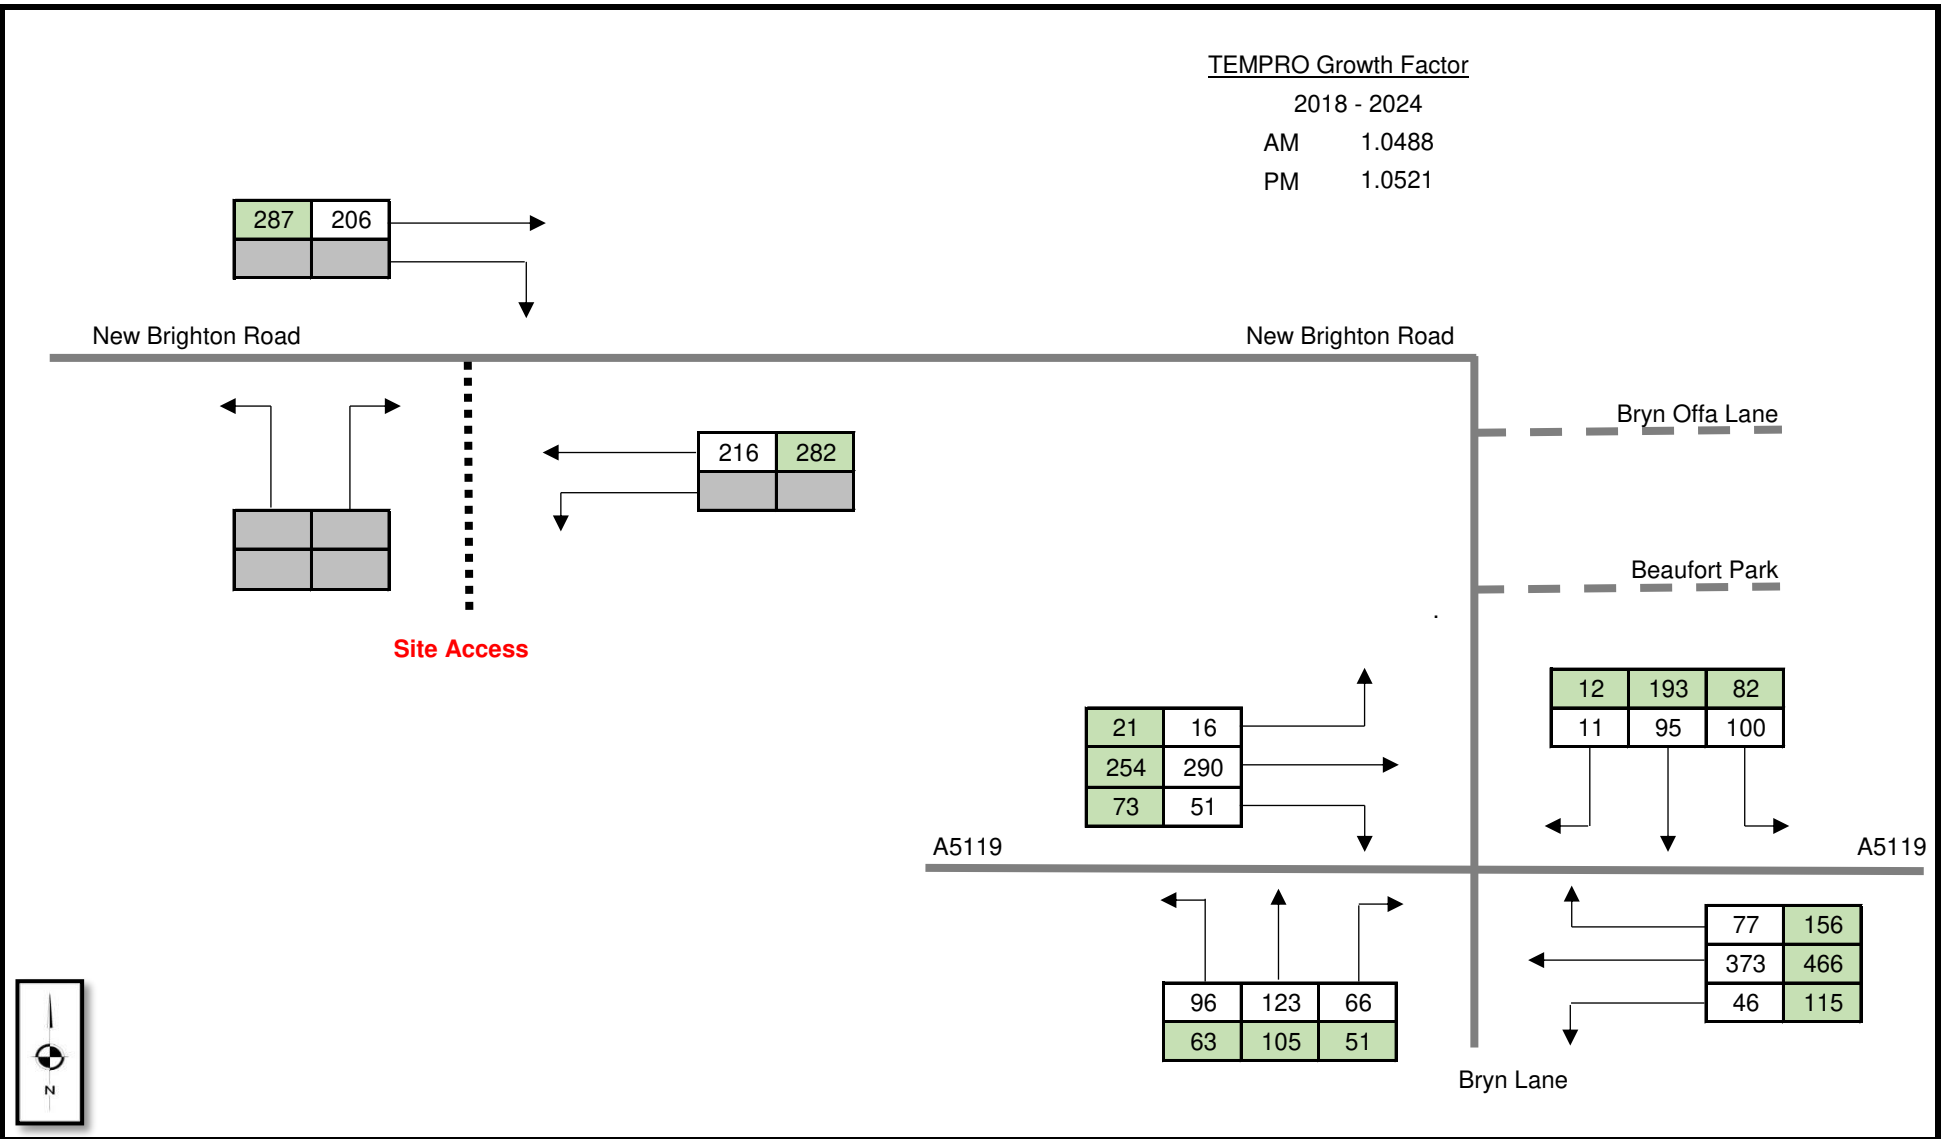 TEMPRO Growth Factor
2018 - 2024
AM 1.0488
PM 1.0521
287 206
New Brighton Road
New Brighton Road
Bryn Offa Lane
216 282
Beaufort Park
Site Access
12 193 82
11 95 100
21 16
254 290
73 51
A5119
A5119
77 156
373 466
46 115
96 123 66
63 105 51
Bryn Lane
N